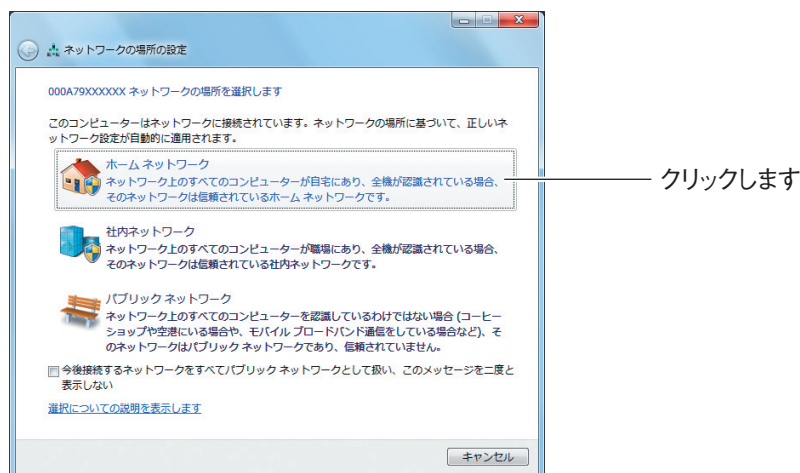 ネットワークの場所の設定
000A79XXXXXX ネットワークの場所を選択します
このコンピューターはネットワークに接続されています。ネットワークの場所に基づいて、正しいネ
ットワーク設定が自動的に適用されます。
ホーム ネットワーク
ネットワーク上のすべてのコンピューターが自宅にあり、全機が認識されている場合、
そのネットワークは信頼されているホーム ネットワークです。
クリックします
社内ネットワーク
ネットワーク上のすべてのコンピューターが職場にあり、全機が認識されている場合、
そのネットワークは信頼されている社内ネットワークです。
パブリック ネットワーク
ネットワーク上のすべてのコンピューターを認識しているわけではない場合 (コーヒー
ショップや空港にいる場合や、モバイル ブロードバンド通信をしている場合など)、そ
のネットワークはパブリック ネットワークであり、信頼されていません。
今後接続するネットワークをすべてパブリック ネットワークとして扱い、このメッセージを二度と
表示しない
選択についての説明を表示します
キャンセル